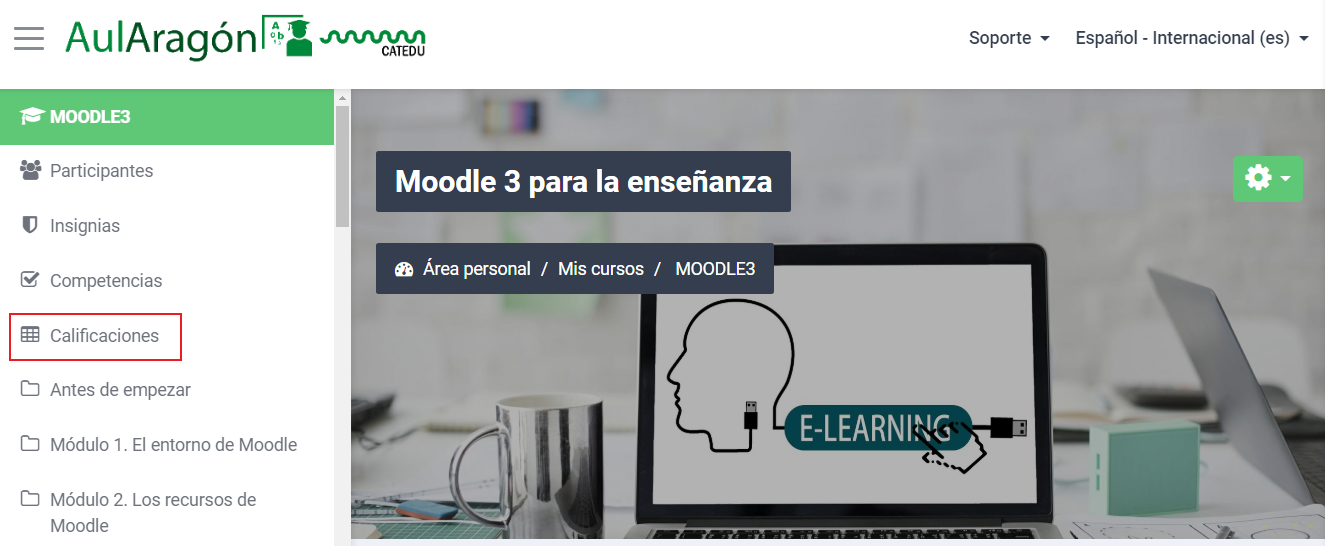 AulAragón
CATEDU
Soporte
Español - Internacional (es)
MOODLE3
Participantes
Insignias
Competencias
Calificaciones
Antes de empezar
Módulo 1. El entorno de Moodle
Módulo 2. Los recursos de
Moodle
Moodle 3 para la enseñanza
Área personal / Mis cursos / MOODLE3
E-LEARNING